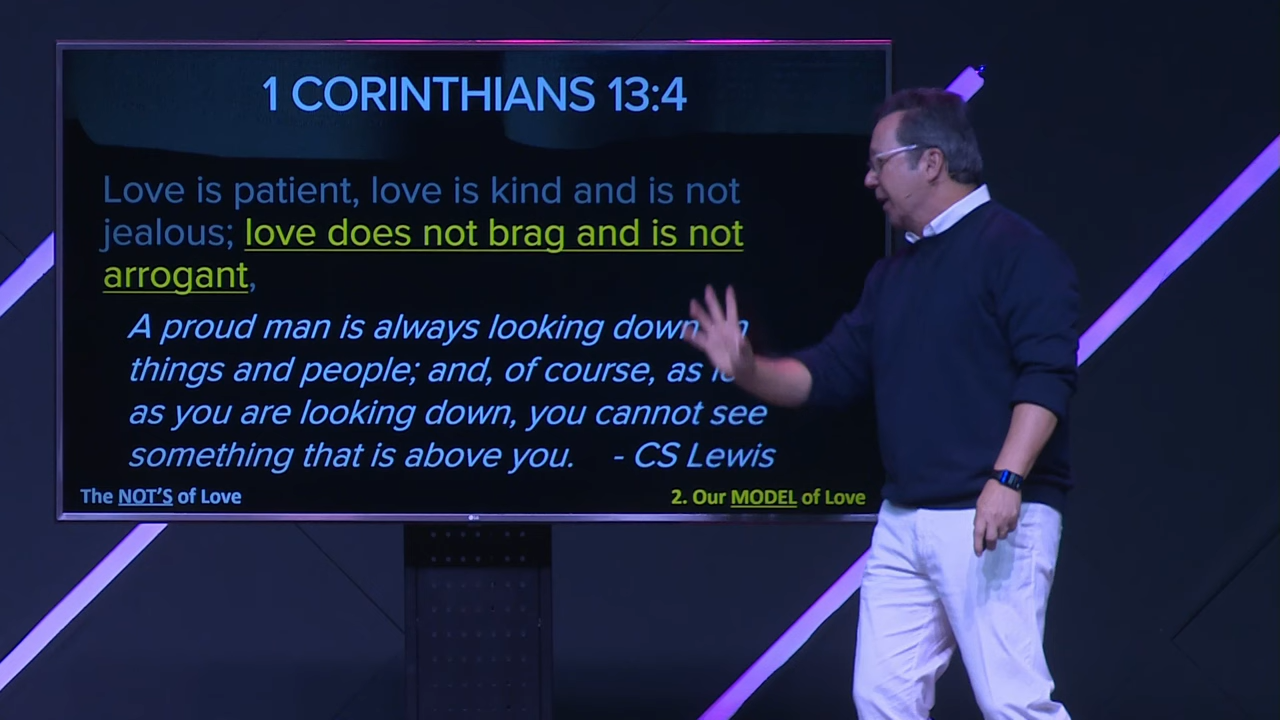 1 CORINTHIANS 13:4
Love is patient, love is kind and is not
jealous; love does not brag and is not
arrogant,
A proud man is always looking down
things and people; and, of course, as
as you are looking down, you cannot see
something that is above you. - CS Lewis
The NOT'S of Love
2. Our MODEL of Love
LG